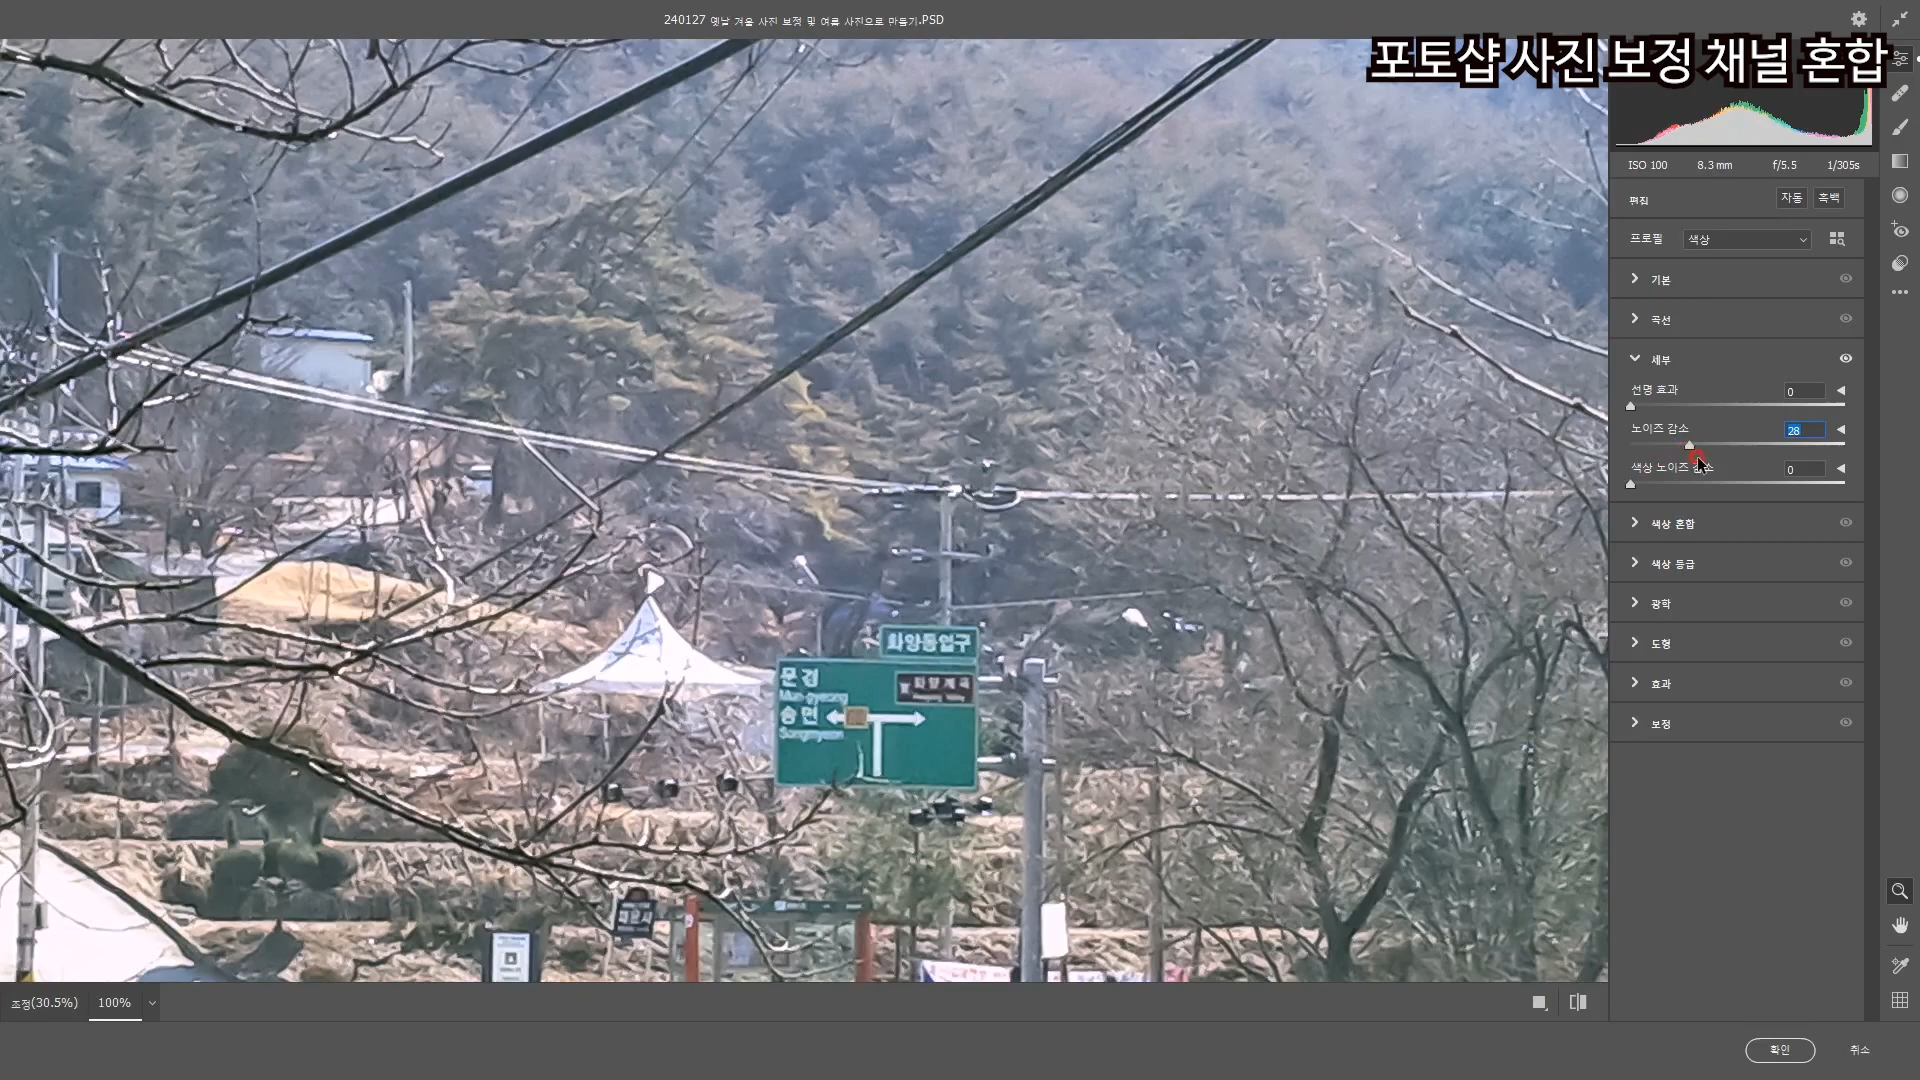 240127 옛날 겨울 사진 보정 및 여름 사진으로 만들기.PSD
포토샵 사진 보정 채널 혼합
ISO 100 8.3 mm f/5.5 1/305s
편집 자동 흑백
프로필 색상
기본
곡선
세부
선명 효과 0
노이즈 감소 28
색상 노이즈 감소 0
색상 혼합
색상 등급
광학
도형
효과
보정
화양동입구
문경
Mun-gyeong
화양계곡
송면
Songmyeon
채운사
조정(30.5%) 100%
확인 취소